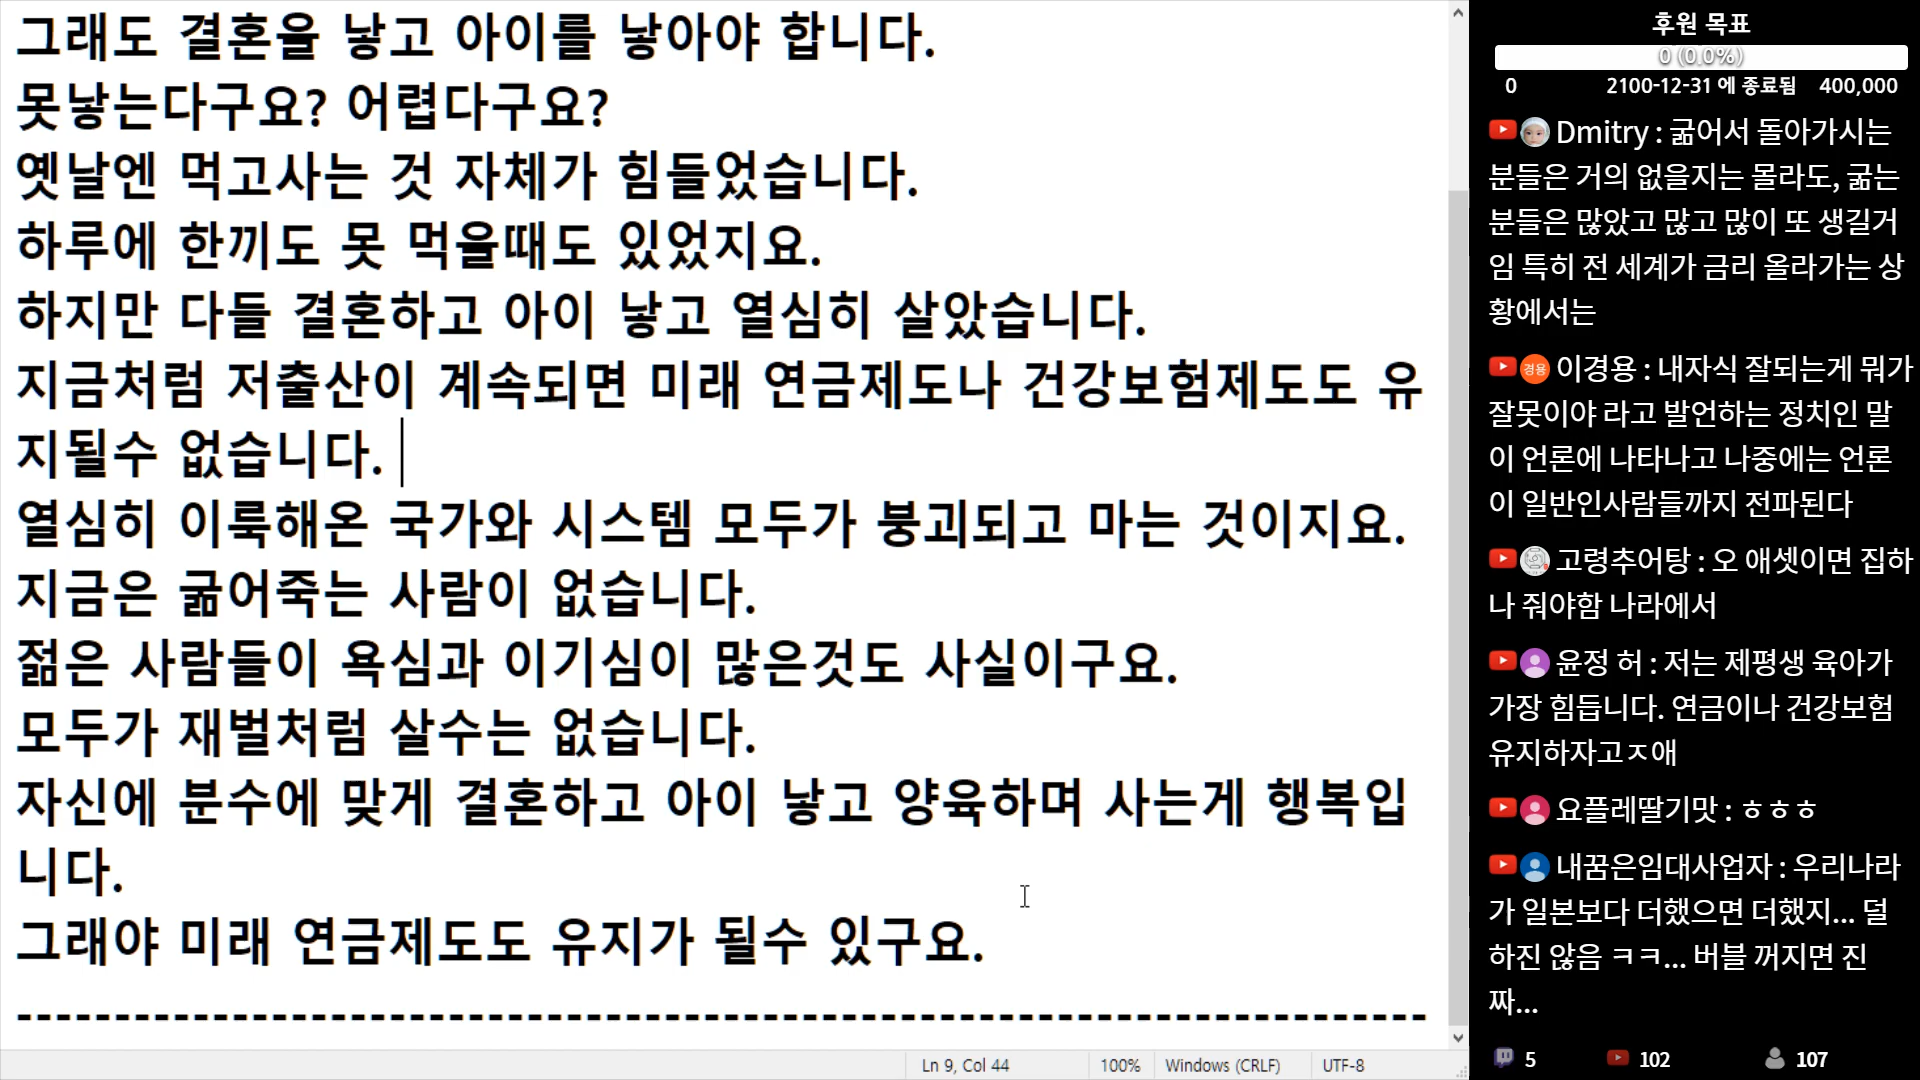 그래도 결혼을 낳고 아이를 낳아야 합니다.
못낳는다구요? 어렵다구요?
옛날엔 먹고사는 것 자체가 힘들었습니다.
하루에 한끼도 못 먹을때도 있었지요.
하지만 다들 결혼하고 아이 낳고 열심히 살았습니다.
지금처럼 저출산이 계속되면 미래 연금제도나 건강보험제도도 유
지될수 없습니다.
열심히 이룩해온 국가와 시스템 모두가 붕괴되고 마는 것이지요.
지금은 굶어죽는 사람이 없습니다.
젊은 사람들이 욕심과 이기심이 많은것도 사실이구요.
모두가 재벌처럼 살수는 없습니다.
자신에 분수에 맞게 결혼하고 아이 낳고 양육하며 사는게 행복입
니다.
그래야 미래 연금제도도 유지가 될수 있구요.
--------------------------------------------------------------------
Ln 9, Col 44
100%
Windows (CRLF)
UTF-8
후원 목표
0 (0.0%)
0 2100-12-31 에 종료됨 400,000
Dmitry : 굶어서 돌아가시는
분들은 거의 없을지는 몰라도, 굶는
분들은 많았고 많고 많이 또 생길거
임 특히 전 세계가 금리 올라가는 상
황에서는
경용 이경용 : 내자식 잘되는게 뭐가
잘못이야 라고 발언하는 정치인 말
이 언론에 나타나고 나중에는 언론
이 일반인사람들까지 전파된다
고령추어탕 : 오 애셋이면 집하
나 줘야함 나라에서
윤정 허 : 저는 제평생 육아가
가장 힘듭니다. 연금이나 건강보험
유지하자고ㅈ애
요플레딸기맛 : ㅎㅎㅎ
내꿈은임대사업자 : 우리나라
가 일본보다 더했으면 더했지... 덜
하진 않음 ㅋㅋ... 버블 꺼지면 진
짜...
5 102 107